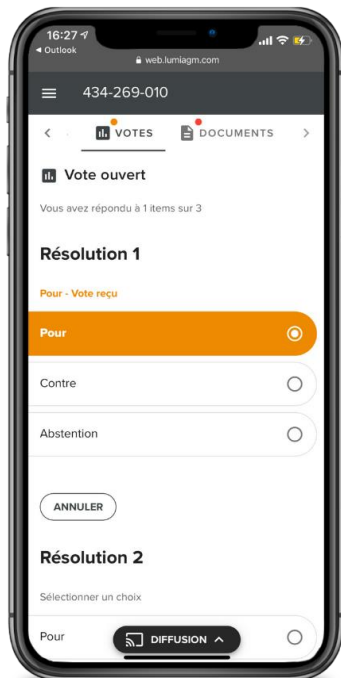 16:27
◄ Outlook
web.lumiagm.com
434-269-010
VOTES
DOCUMENTS
Vote ouvert
Vous avez répondu à 1 items sur 3
Résolution 1
Pour - Vote reçu
Pour
Contre
Abstention
ANNULER
Résolution 2
Sélectionner un choix
Pour
DIFFUSION